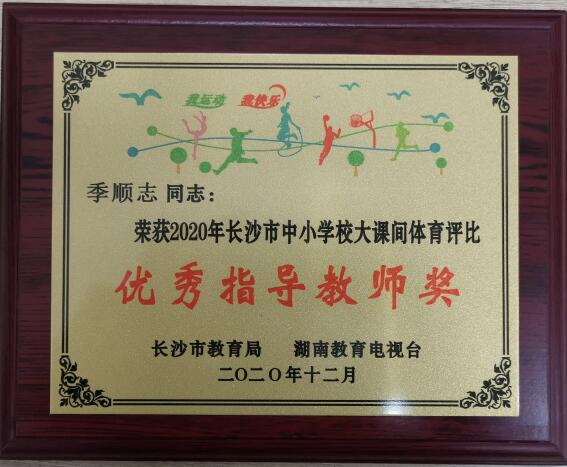 我运动 我快乐
季顺志 同志：
荣获2020年长沙市中小学校大课间体育评比
优秀指导教师奖
长沙市教育局 湖南教育电视台
二〇二〇年十二月